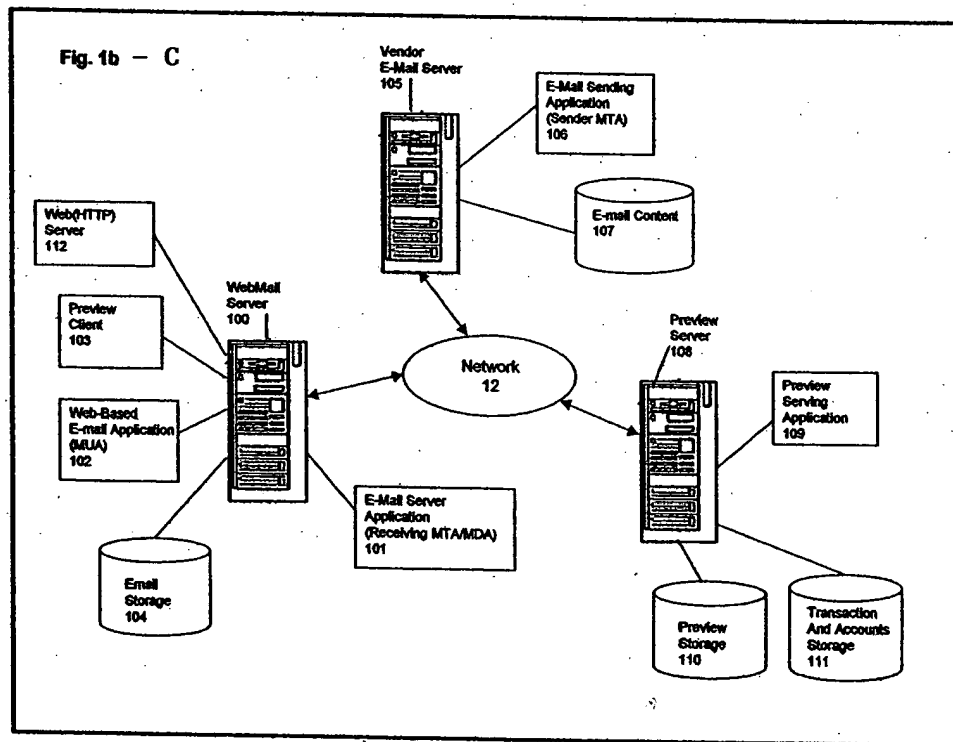 Fig. 1b – C
Vendor
E-Mail Server
105
E-Mail Sending
Application
(Sender MTA)
106
E-mail Content
107
Web(HTTP)
Server
112
Preview
Client
103
Web-Based
E-mail Application
(MUA)
102
WebMail
Server
100
Email
Storage
104
E-Mail Server
Application
(Receiving MTA/MDA)
101
Network
12
Preview
Server
108
Preview
Serving
Application
109
Preview
Storage
110
Transaction
And Accounts
Storage
111